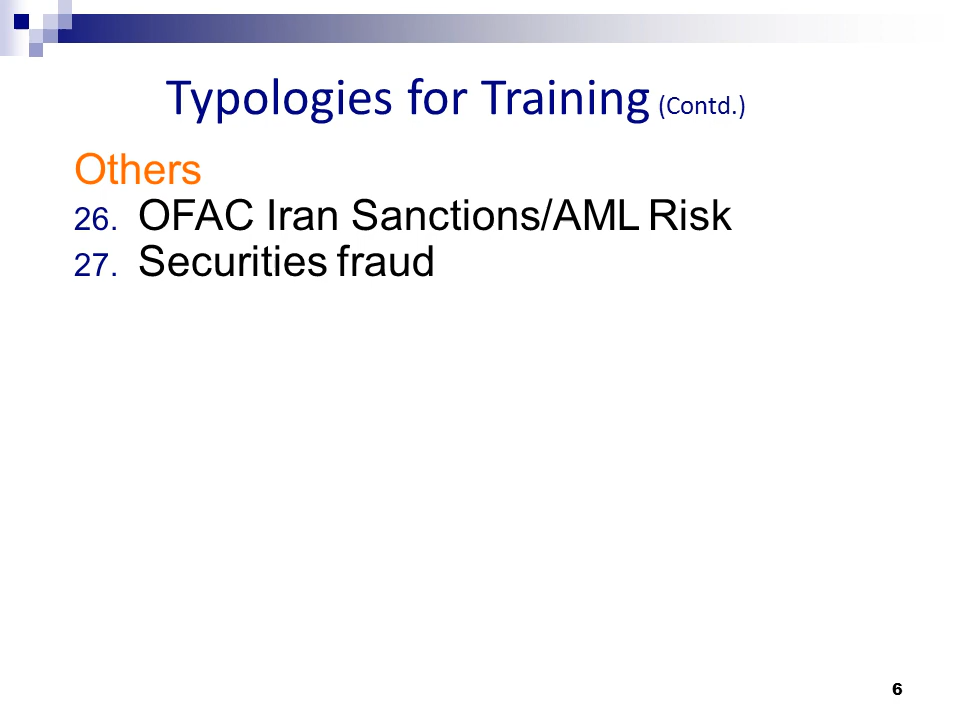 Typologies for Training (Contd.)
Others
26. OFAC Iran Sanctions/AML Risk
27. Securities fraud
6